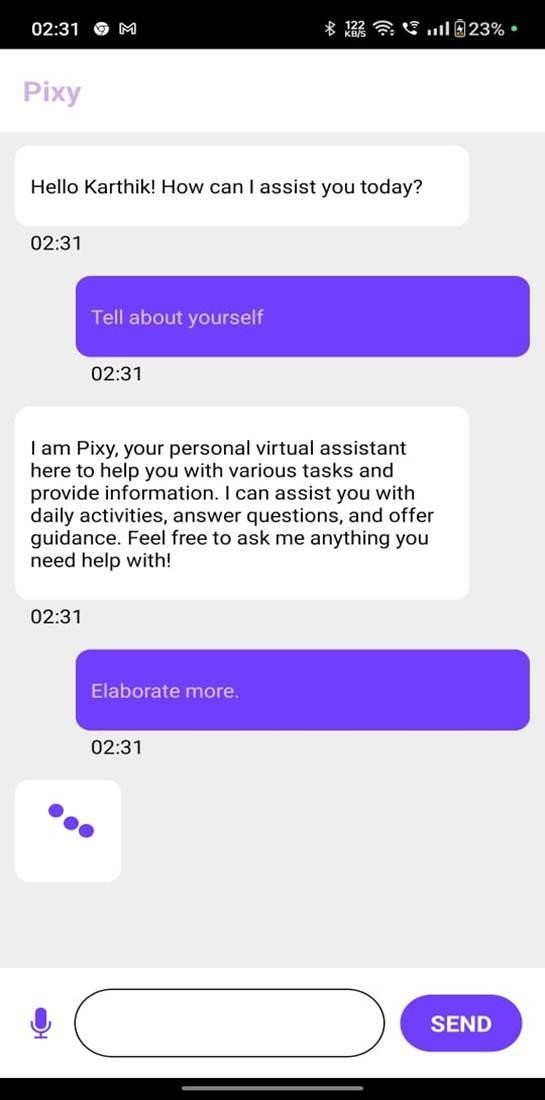 02:31 122 KB/S 23%
Pixy
Hello Karthik! How can I assist you today?
02:31
Tell about yourself
02:31
I am Pixy, your personal virtual assistant
here to help you with various tasks and
provide information. I can assist you with
daily activities, answer questions, and offer
guidance. Feel free to ask me anything you
need help with!
02:31
Elaborate more.
02:31
SEND